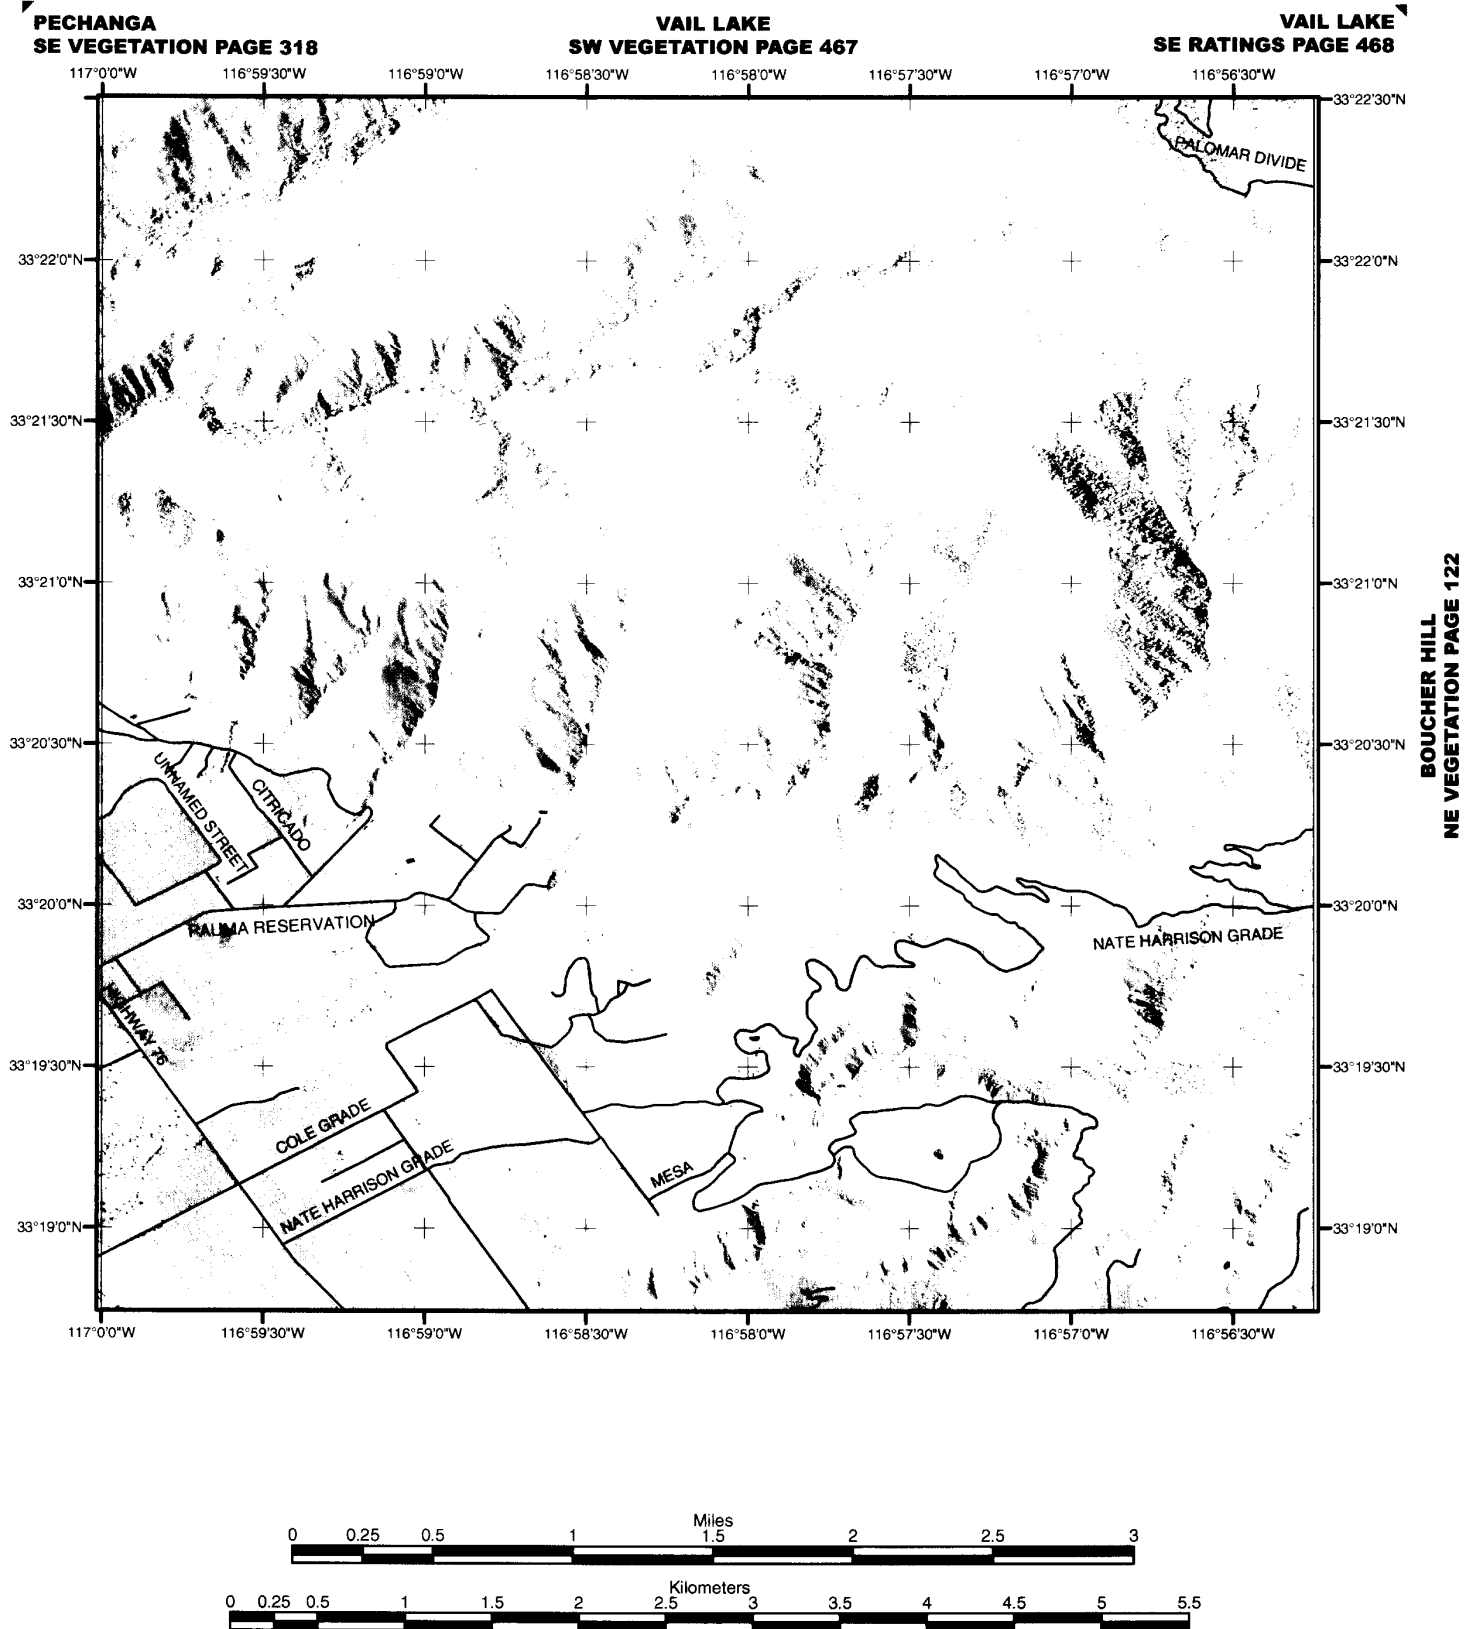 PECHANGA
SE VEGETATION PAGE 318
VAIL LAKE
SW VEGETATION PAGE 467
VAIL LAKE
SE RATINGS PAGE 468
117°0'0"W 116°59'30"W 116°59'0"W 116°58'30"W 116°58'0"W 116°57'30"W 116°57'0"W 116°56'30"W
33°22'30"N
PALOMAR DIVIDE
33°22'0"N 33°22'0"N
33°21'30"N 33°21'30"N
33°21'0"N 33°21'0"N
BOUCHER HILL
NE VEGETATION PAGE 122
33°20'30"N 33°20'30"N
UNNAMED STREET
CITRICADO
33°20'0"N 33°20'0"N
PAUMA RESERVATION
NATE HARRISON GRADE
HIGHWAY 76
33°19'30"N 33°19'30"N
COLE GRADE
NATE HARRISON GRADE
MESA
33°19'0"N 33°19'0"N
117°0'0"W 116°59'30"W 116°59'0"W 116°58'30"W 116°58'0"W 116°57'30"W 116°57'0"W 116°56'30"W
Miles
0 0.25 0.5 1 1.5 2 2.5 3
Kilometers
0 0.25 0.5 1 1.5 2 2.5 3 3.5 4 4.5 5 5.5